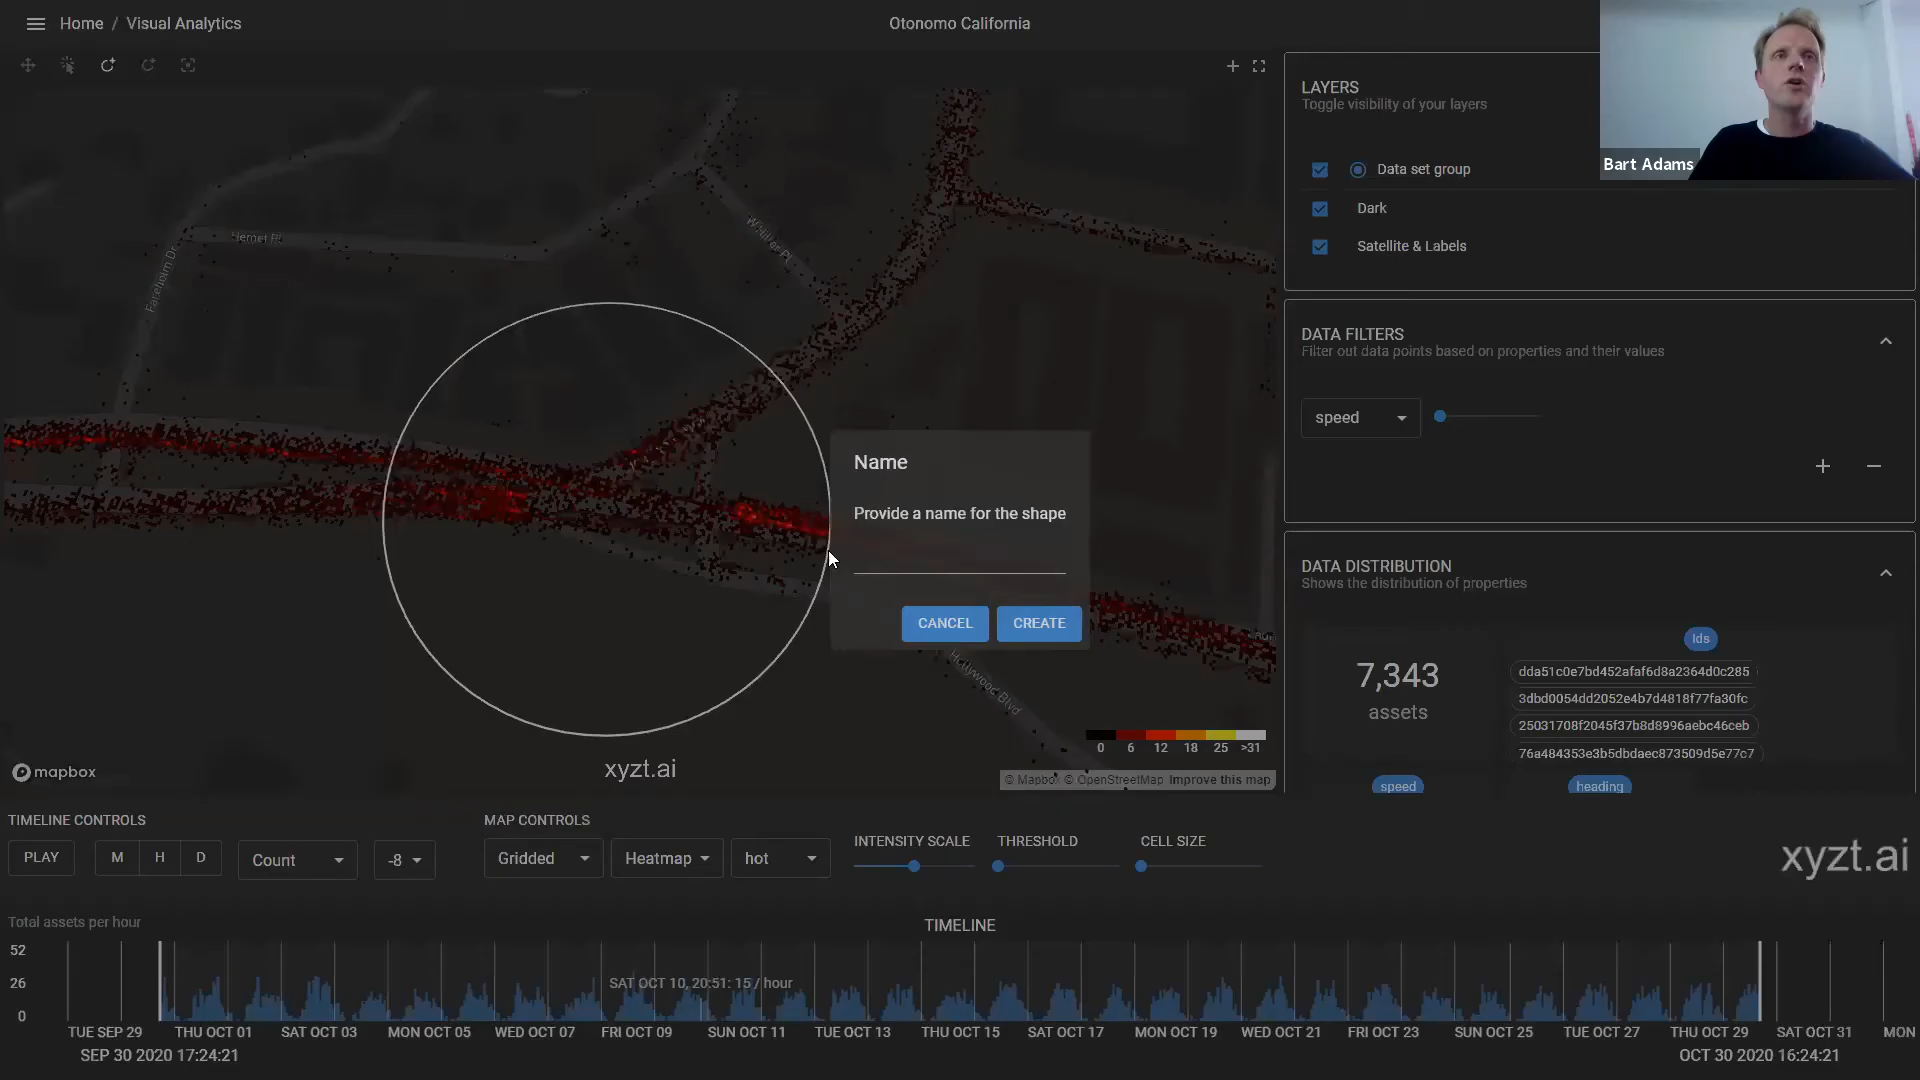 Home / Visual Analytics
Otonomo California
LAYERS
Toggle visibility of your layers
Data set group
Dark
Satellite & Labels
Bart Adams
Hemet Pl
Whittier Pl
Fareholm Dr
Hollywood Blvd
DATA FILTERS
Filter out data points based on properties and their values
speed
Name
Provide a name for the shape
CANCEL
CREATE
DATA DISTRIBUTION
Shows the distribution of properties
7,343
assets
Ids
dda51c0e7bd452afaf6d8a2364d0c285
3dbd0054dd2052e4b7d4818f77fa30fc
25031708f2045f37b8d8996aebc46ceb
76a484353e3b5dbdaec873509d5e77c7
speed
heading
0 6 12 18 25 >31
mapbox
xyzt.ai
© Mapbox © OpenStreetMap Improve this map
TIMELINE CONTROLS
PLAY
M H D
Count
-8
MAP CONTROLS
Gridded
Heatmap
hot
INTENSITY SCALE
THRESHOLD
CELL SIZE
xyzt.ai
Total assets per hour
TIMELINE
52
26
0
SAT OCT 10, 20:51: 15 / hour
TUE SEP 29 THU OCT 01 SAT OCT 03 MON OCT 05 WED OCT 07 FRI OCT 09 SUN OCT 11 TUE OCT 13 THU OCT 15 SAT OCT 17 MON OCT 19 WED OCT 21 FRI OCT 23 SUN OCT 25 TUE OCT 27 THU OCT 29 SAT OCT 31 MON
SEP 30 2020 17:24:21
OCT 30 2020 16:24:21